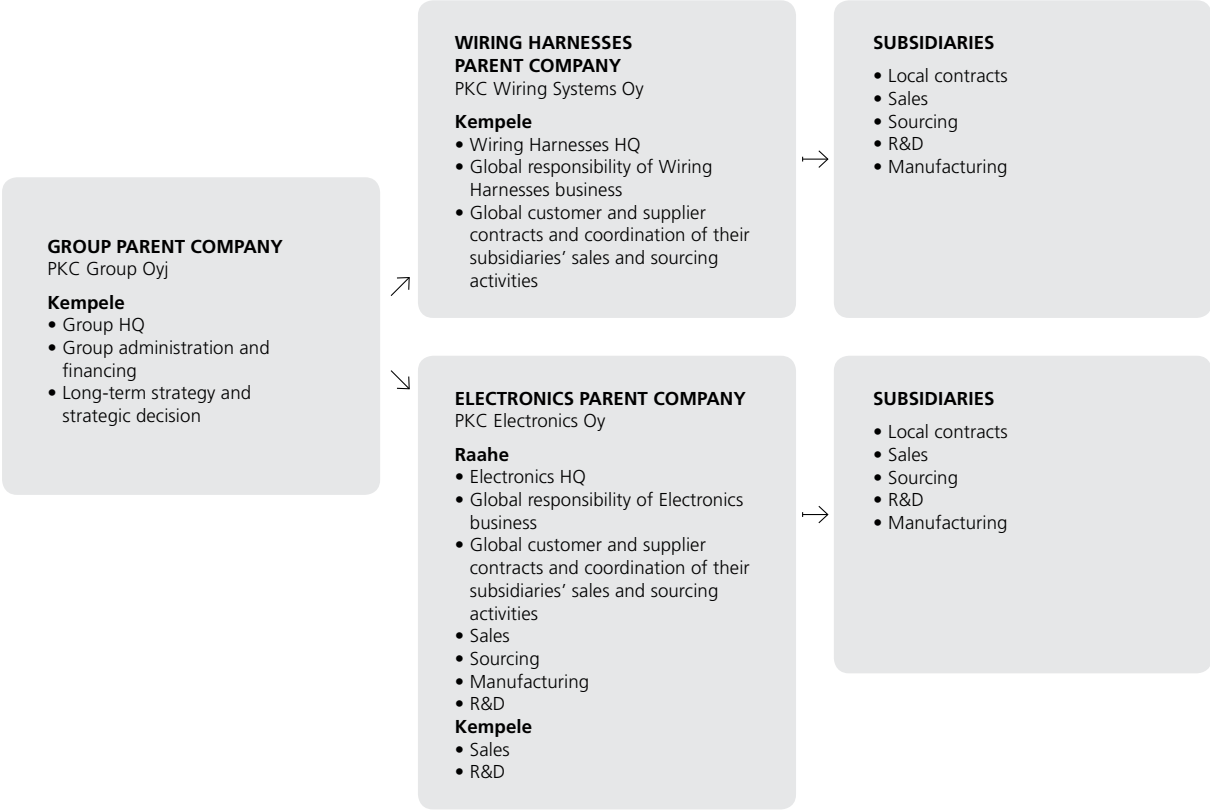 GROUP PARENT COMPANY
PKC Group Oyj
Kempele
• Group HQ
• Group administration and
financing
• Long-term strategy and
strategic decision
WIRING HARNESSES
PARENT COMPANY
PKC Wiring Systems Oy
Kempele
• Wiring Harnesses HQ
• Global responsibility of Wiring
Harnesses business
• Global customer and supplier
contracts and coordination of their
subsidiaries' sales and sourcing
activities
SUBSIDIARIES
• Local contracts
• Sales
• Sourcing
• R&D
• Manufacturing
ELECTRONICS PARENT COMPANY
PKC Electronics Oy
Raahe
• Electronics HQ
• Global responsibility of Electronics
business
• Global customer and supplier
contracts and coordination of their
subsidiaries' sales and sourcing
activities
• Sales
• Sourcing
• Manufacturing
• R&D
Kempele
• Sales
• R&D
SUBSIDIARIES
• Local contracts
• Sales
• Sourcing
• R&D
• Manufacturing